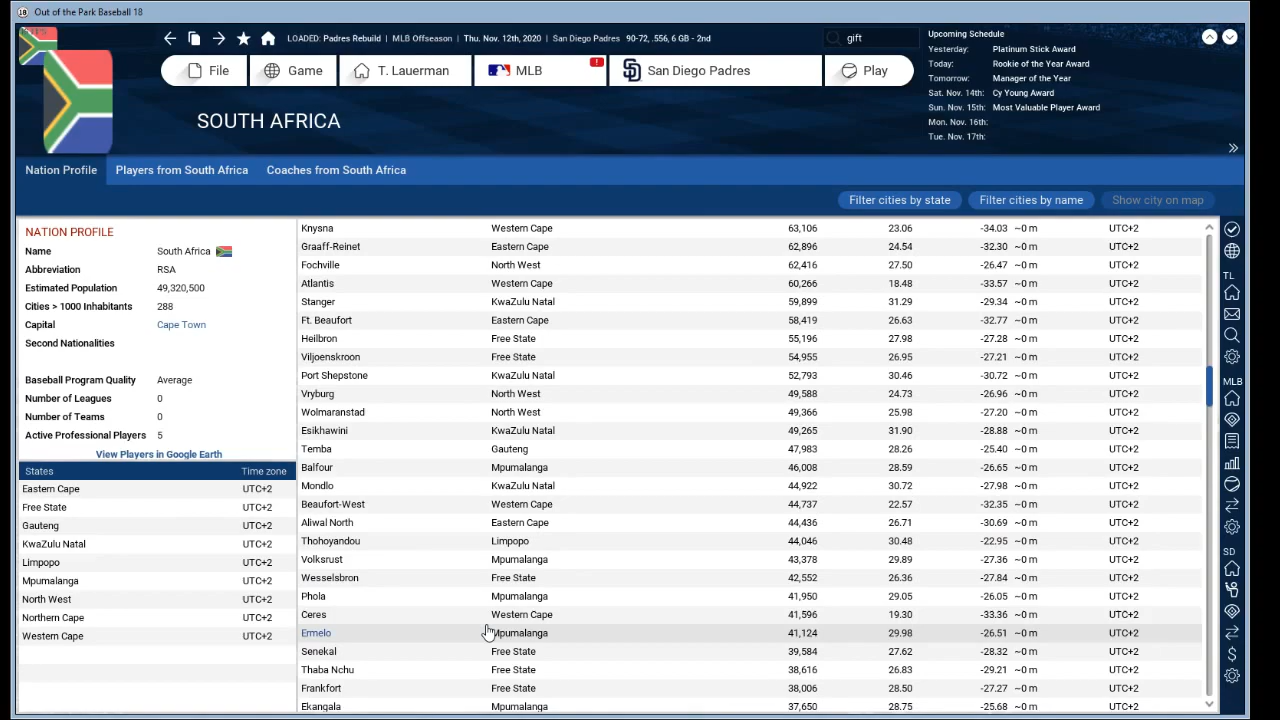 Out of the Park Baseball 18
LOADED: Padres Rebuild | MLB Offseason | Thu. Nov. 12th, 2020 | San Diego Padres 90-72, .556, 6 GB - 2nd
gift
File
Game
T. Lauerman
MLB
San Diego Padres
Play
Upcoming Schedule
Yesterday: Platinum Stick Award
Today: Rookie of the Year Award
Tomorrow: Manager of the Year
Sat. Nov. 14th: Cy Young Award
Sun. Nov. 15th: Most Valuable Player Award
Mon. Nov. 16th:
Tue. Nov. 17th:
SOUTH AFRICA
Nation Profile Players from South Africa Coaches from South Africa
Filter cities by state Filter cities by name Show city on map
NATION PROFILE
Name South Africa
Abbreviation RSA
Estimated Population 49,320,500
Cities > 1000 Inhabitants 288
Capital Cape Town
Second Nationalities
Baseball Program Quality Average
Number of Leagues 0
Number of Teams 0
Active Professional Players 5
View Players in Google Earth
States Time zone
Eastern Cape UTC+2
Free State UTC+2
Gauteng UTC+2
KwaZulu Natal UTC+2
Limpopo UTC+2
Mpumalanga UTC+2
North West UTC+2
Northern Cape UTC+2
Western Cape UTC+2
Knysna Western Cape 63,106 23.06 -34.03 ~0 m UTC+2
Graaff-Reinet Eastern Cape 62,896 24.54 -32.30 ~0 m UTC+2
Fochville North West 62,416 27.50 -26.47 ~0 m UTC+2
Atlantis Western Cape 60,266 18.48 -33.57 ~0 m UTC+2
Stanger KwaZulu Natal 59,899 31.29 -29.34 ~0 m UTC+2
Ft. Beaufort Eastern Cape 58,419 26.63 -32.77 ~0 m UTC+2
Heilbron Free State 55,196 27.98 -27.28 ~0 m UTC+2
Viljoenskroon Free State 54,955 26.95 -27.21 ~0 m UTC+2
Port Shepstone KwaZulu Natal 52,793 30.46 -30.72 ~0 m UTC+2
Vryburg North West 49,588 24.73 -26.96 ~0 m UTC+2
Wolmaranstad North West 49,366 25.98 -27.20 ~0 m UTC+2
Esikhawini KwaZulu Natal 49,265 31.90 -28.88 ~0 m UTC+2
Temba Gauteng 47,983 28.26 -25.40 ~0 m UTC+2
Balfour Mpumalanga 46,008 28.59 -26.65 ~0 m UTC+2
Mondlo KwaZulu Natal 44,922 30.72 -27.98 ~0 m UTC+2
Beaufort-West Western Cape 44,737 22.57 -32.35 ~0 m UTC+2
Aliwal North Eastern Cape 44,436 26.71 -30.69 ~0 m UTC+2
Thohoyandou Limpopo 44,046 30.48 -22.95 ~0 m UTC+2
Volksrust Mpumalanga 43,378 29.89 -27.36 ~0 m UTC+2
Wesselsbron Free State 42,552 26.36 -27.84 ~0 m UTC+2
Phola Mpumalanga 41,950 29.05 -26.05 ~0 m UTC+2
Ceres Western Cape 41,596 19.30 -33.36 ~0 m UTC+2
Ermelo Mpumalanga 41,124 29.98 -26.51 ~0 m UTC+2
Senekal Free State 39,584 27.62 -28.32 ~0 m UTC+2
Thaba Nchu Free State 38,616 26.83 -29.21 ~0 m UTC+2
Frankfort Free State 38,006 28.50 -27.27 ~0 m UTC+2
Ekangala Mpumalanga 37,650 28.75 -25.68 ~0 m UTC+2
TL
MLB
SD